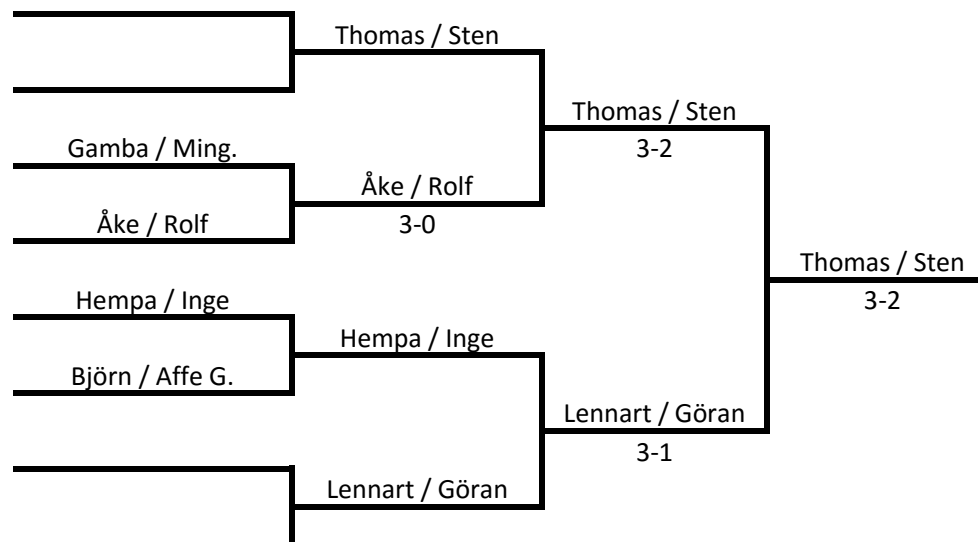 Thomas / Sten
Thomas / Sten
3-2
Gamba / Ming.
Åke / Rolf
3-0
Åke / Rolf
Thomas / Sten
3-2
Hempa / Inge
Hempa / Inge
Björn / Affe G.
Lennart / Göran
3-1
Lennart / Göran